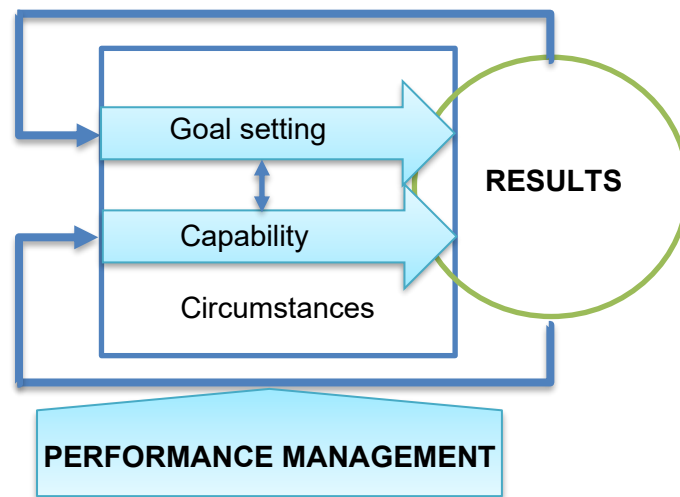 Goal setting
RESULTS
Capability
Circumstances
PERFORMANCE MANAGEMENT